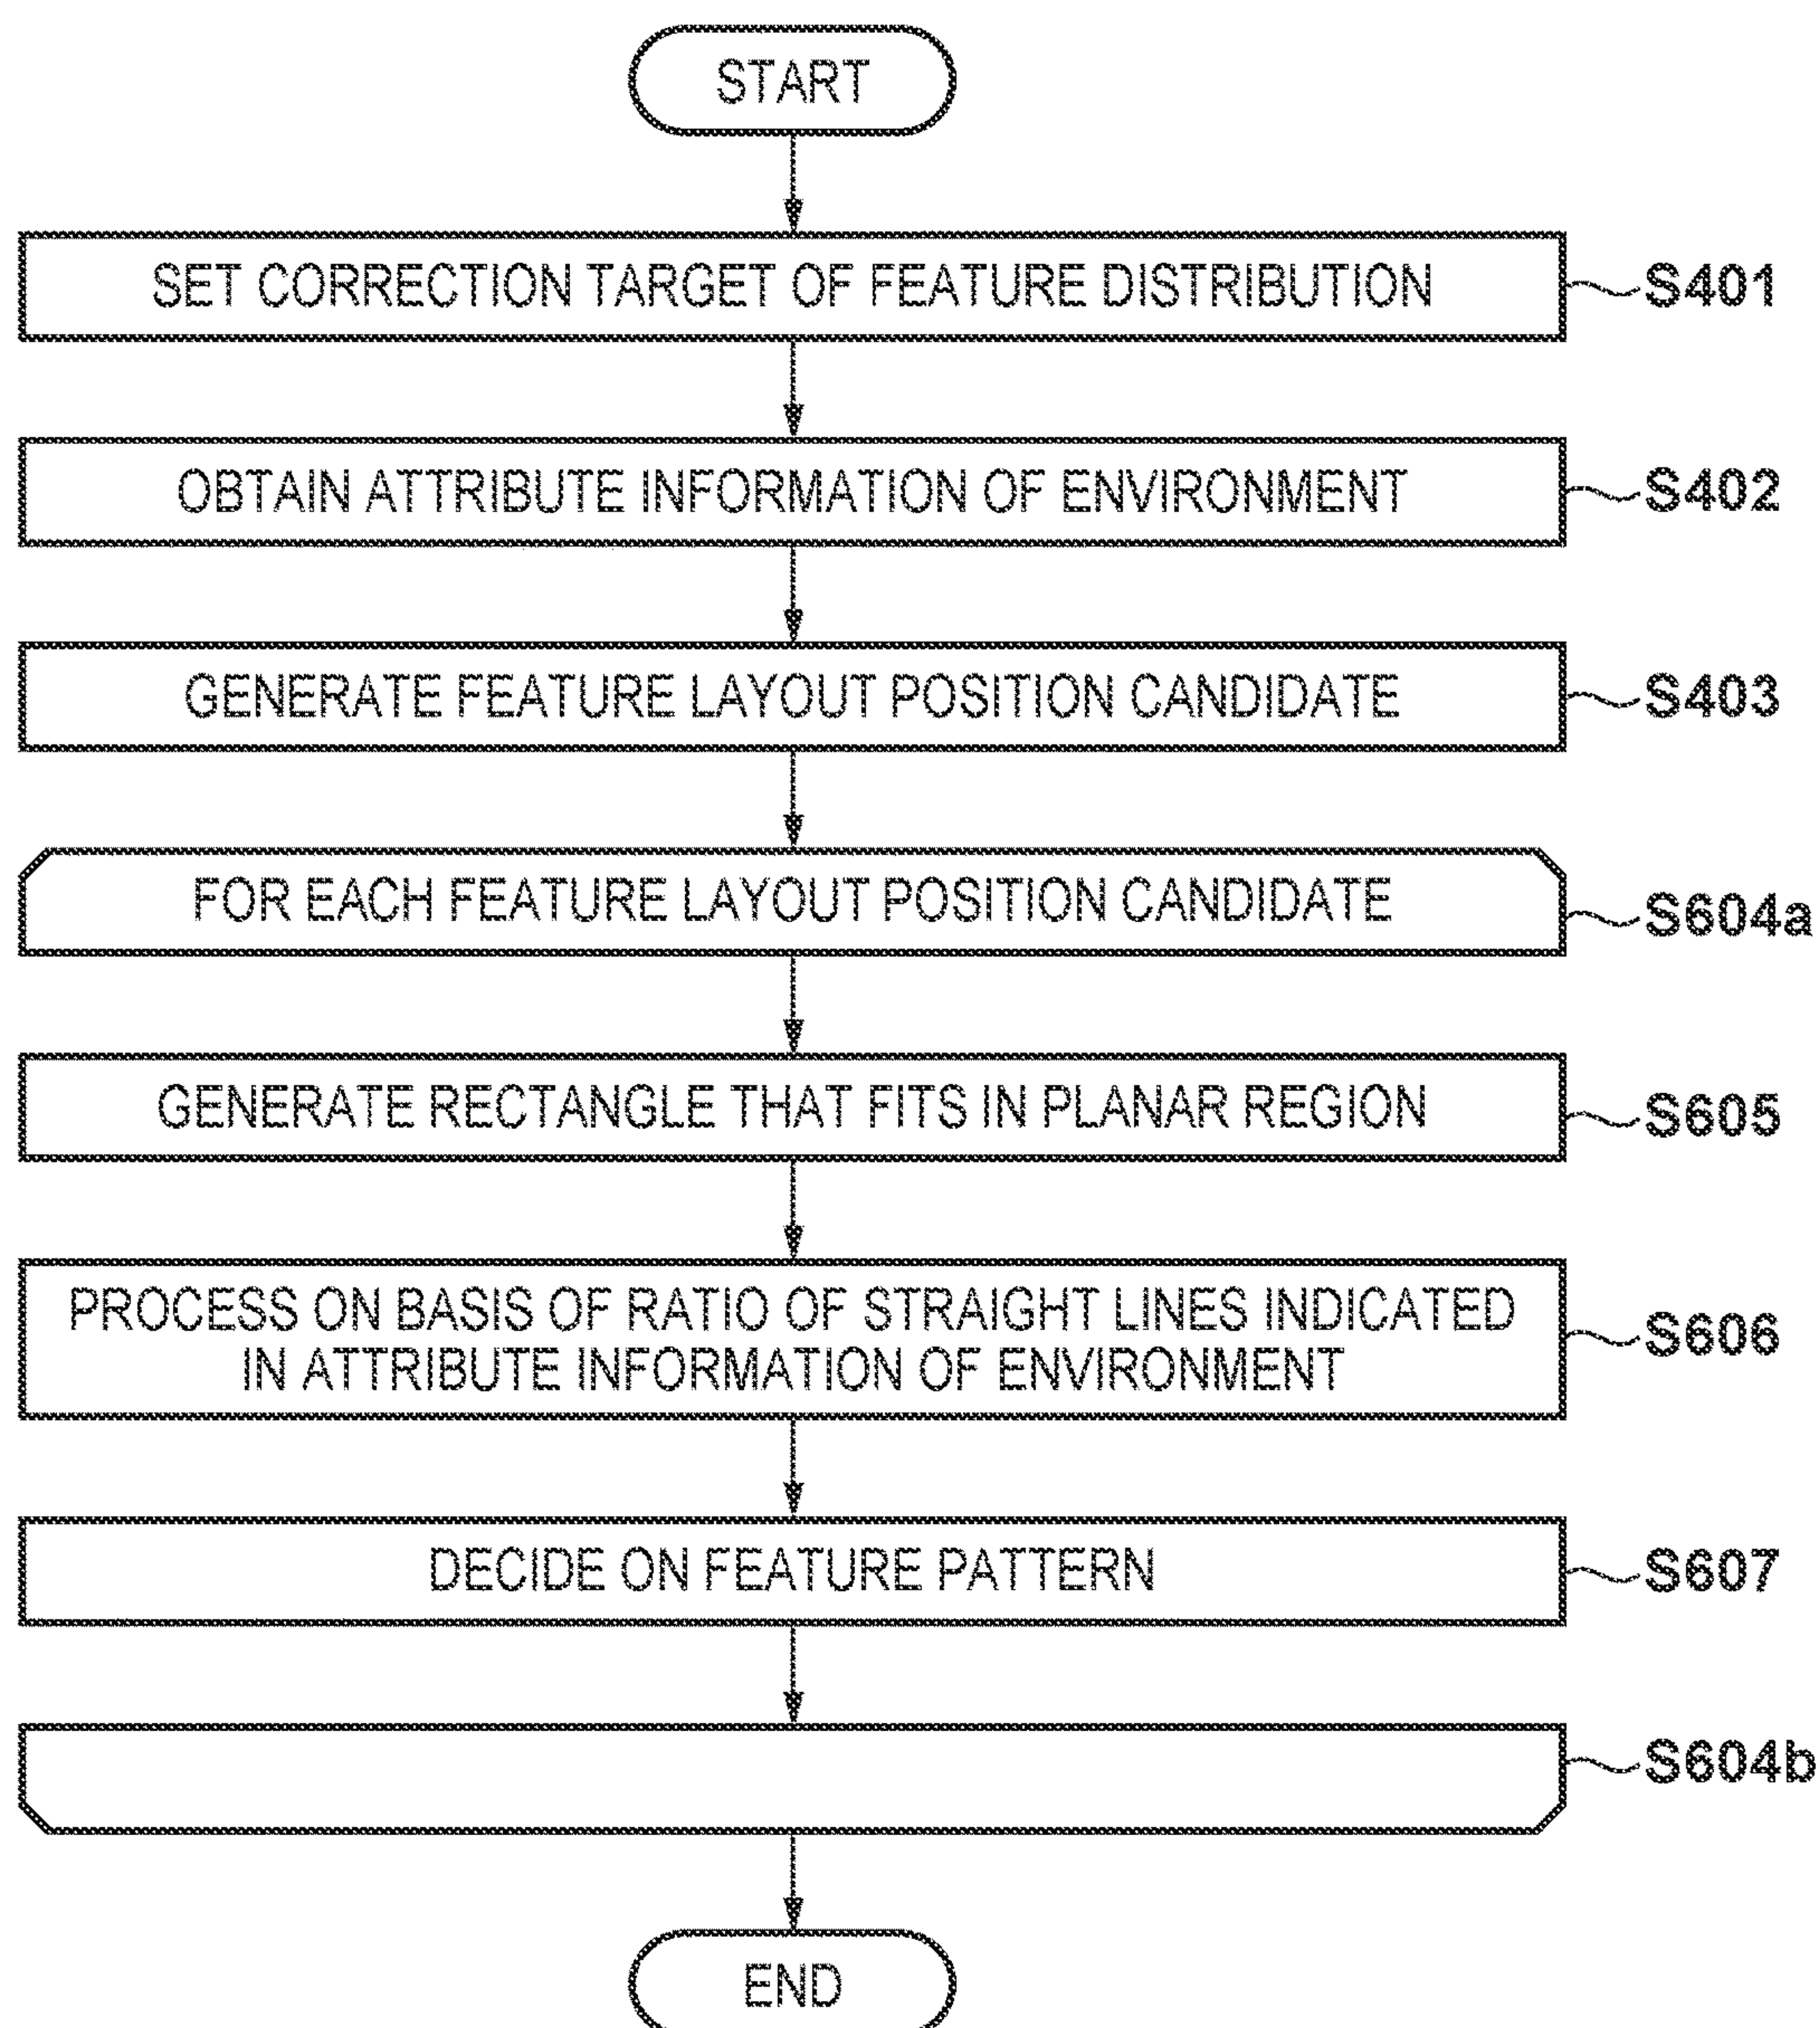 START
SET CORRECTION TARGET OF FEATURE DISTRIBUTION
S401
OBTAIN ATTRIBUTE INFORMATION OF ENVIRONMENT
S402
GENERATE FEATURE LAYOUT POSITION CANDIDATE
S403
FOR EACH FEATURE LAYOUT POSITION CANDIDATE
S604a
GENERATE RECTANGLE THAT FITS IN PLANAR REGION
S605
PROCESS ON BASIS OF RATIO OF STRAIGHT LINES INDICATED
IN ATTRIBUTE INFORMATION OF ENVIRONMENT
S606
DECIDE ON FEATURE PATTERN
S607
S604b
END